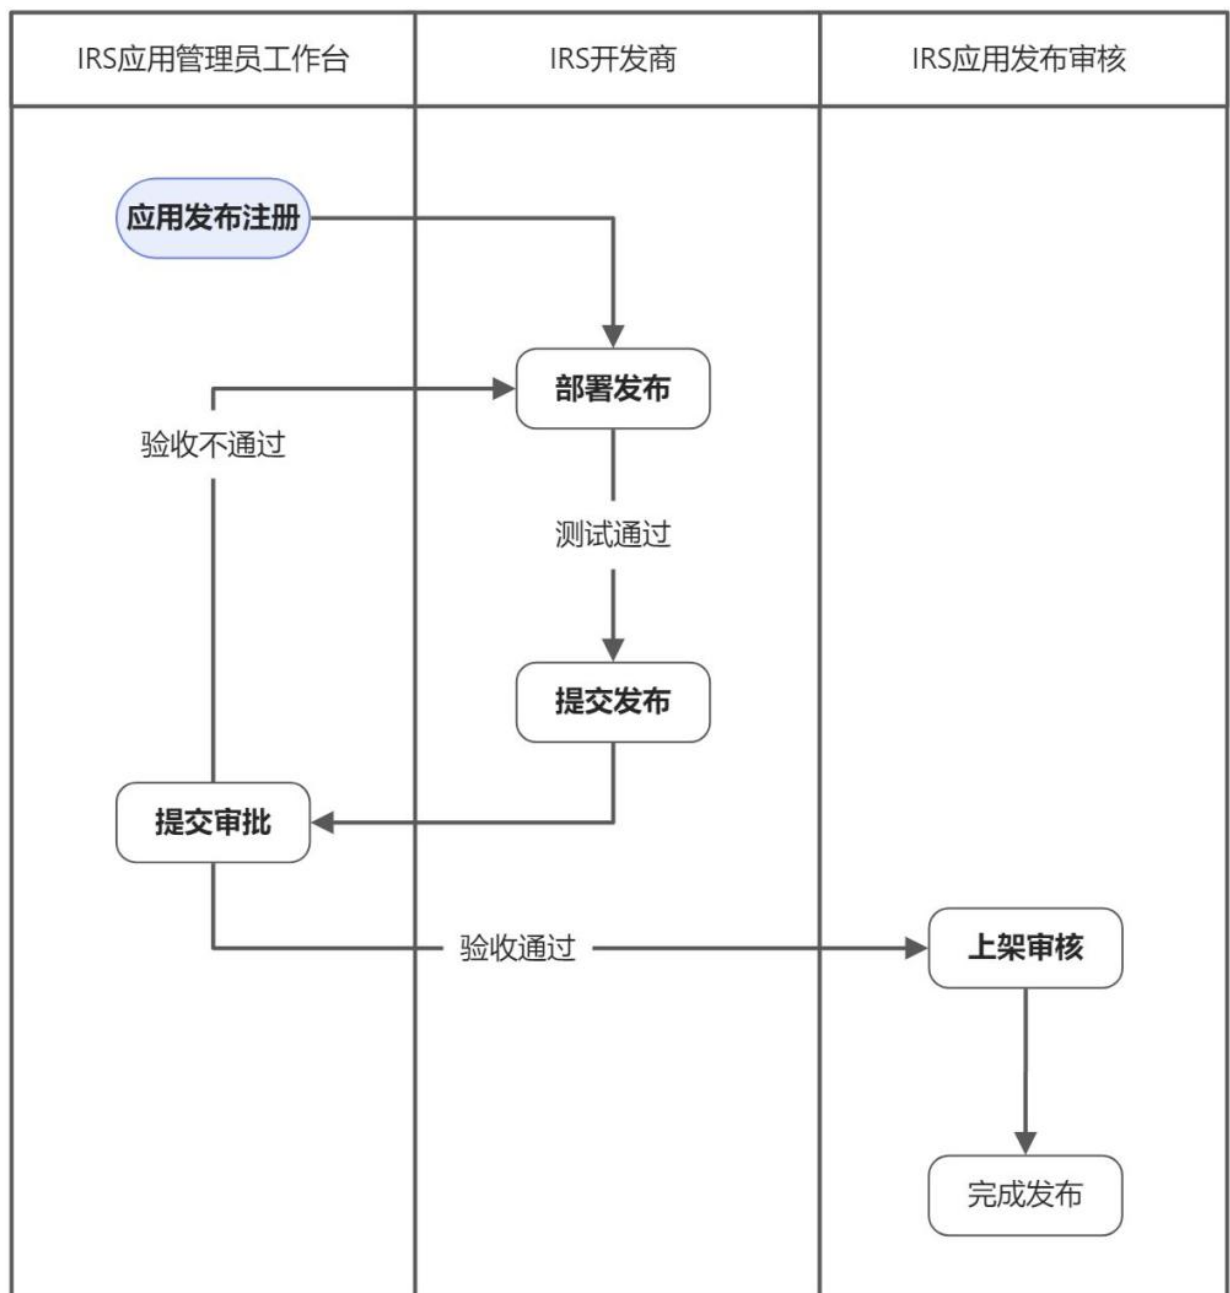 IRS应用管理员工作台
IRS开发商
IRS应用发布审核
应用发布注册
部署发布
验收不通过
测试通过
提交发布
提交审批
验收通过
上架审核
完成发布